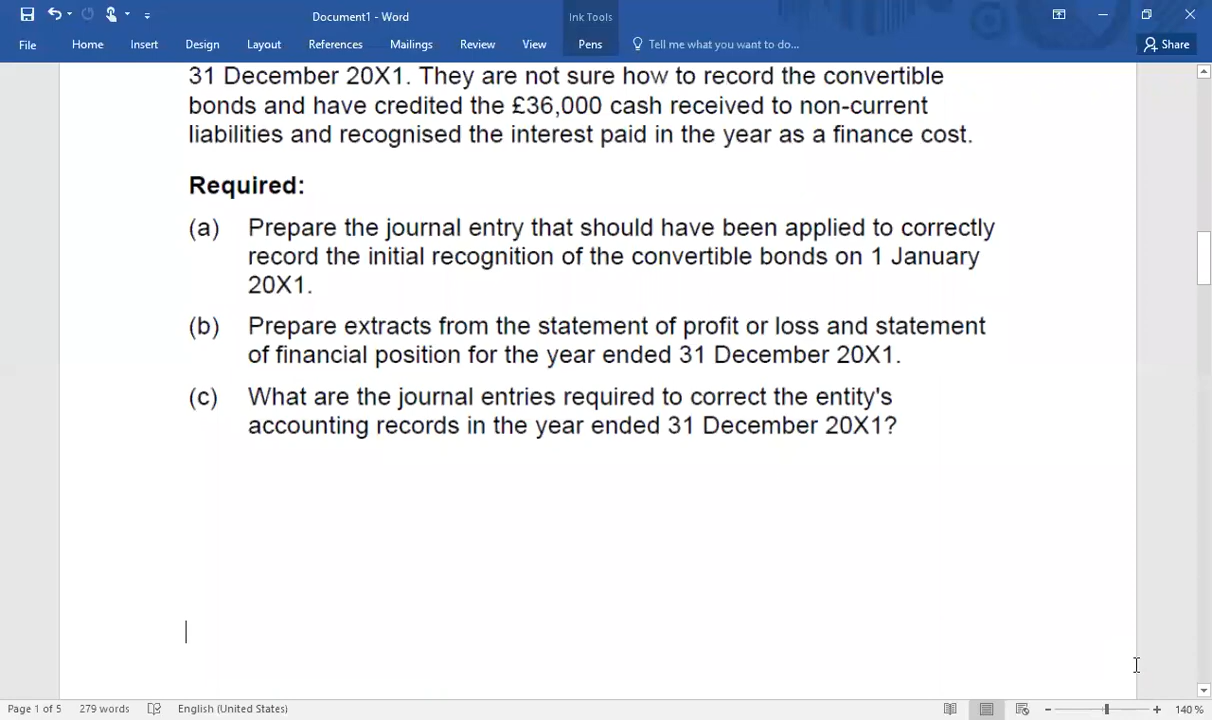 Document1 - Word
Ink Tools
File
Home
Insert
Design
Layout
References
Mailings
Review
View
Pens
Tell me what you want to do...
Share
31 December 20X1. They are not sure how to record the convertible
bonds and have credited the £36,000 cash received to non-current
liabilities and recognised the interest paid in the year as a finance cost.
Required:
(a) Prepare the journal entry that should have been applied to correctly
record the initial recognition of the convertible bonds on 1 January
20X1.
(b) Prepare extracts from the statement of profit or loss and statement
of financial position for the year ended 31 December 20X1.
(c) What are the journal entries required to correct the entity's
accounting records in the year ended 31 December 20X1?
Page 1 of 5
279 words
English (United States)
140 %